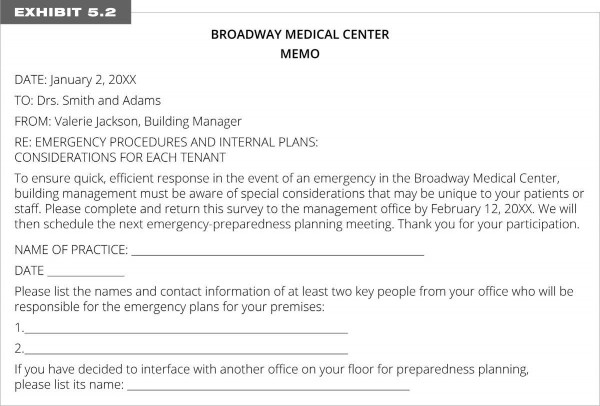 EXHIBIT 5.2
BROADWAY MEDICAL CENTER
MEMO
DATE: January 2, 20XX
TO: Drs. Smith and Adams
FROM: Valerie Jackson, Building Manager
RE: EMERGENCY PROCEDURES AND INTERNAL PLANS:
CONSIDERATIONS FOR EACH TENANT
To ensure quick, efficient response in the event of an emergency in the Broadway Medical Center,
building management must be aware of special considerations that may be unique to your patients or
staff. Please complete and return this survey to the management office by February 12, 20XX. We will
then schedule the next emergency-preparedness planning meeting. Thank you for your participation.
NAME OF PRACTICE: ____________________
DATE ____________
Please list the names and contact information of at least two key people from your office who will be
responsible for the emergency plans for your premises:
1.____________________
2.____________________
If you have decided to interface with another office on your floor for preparedness planning,
please list its name: ____________________